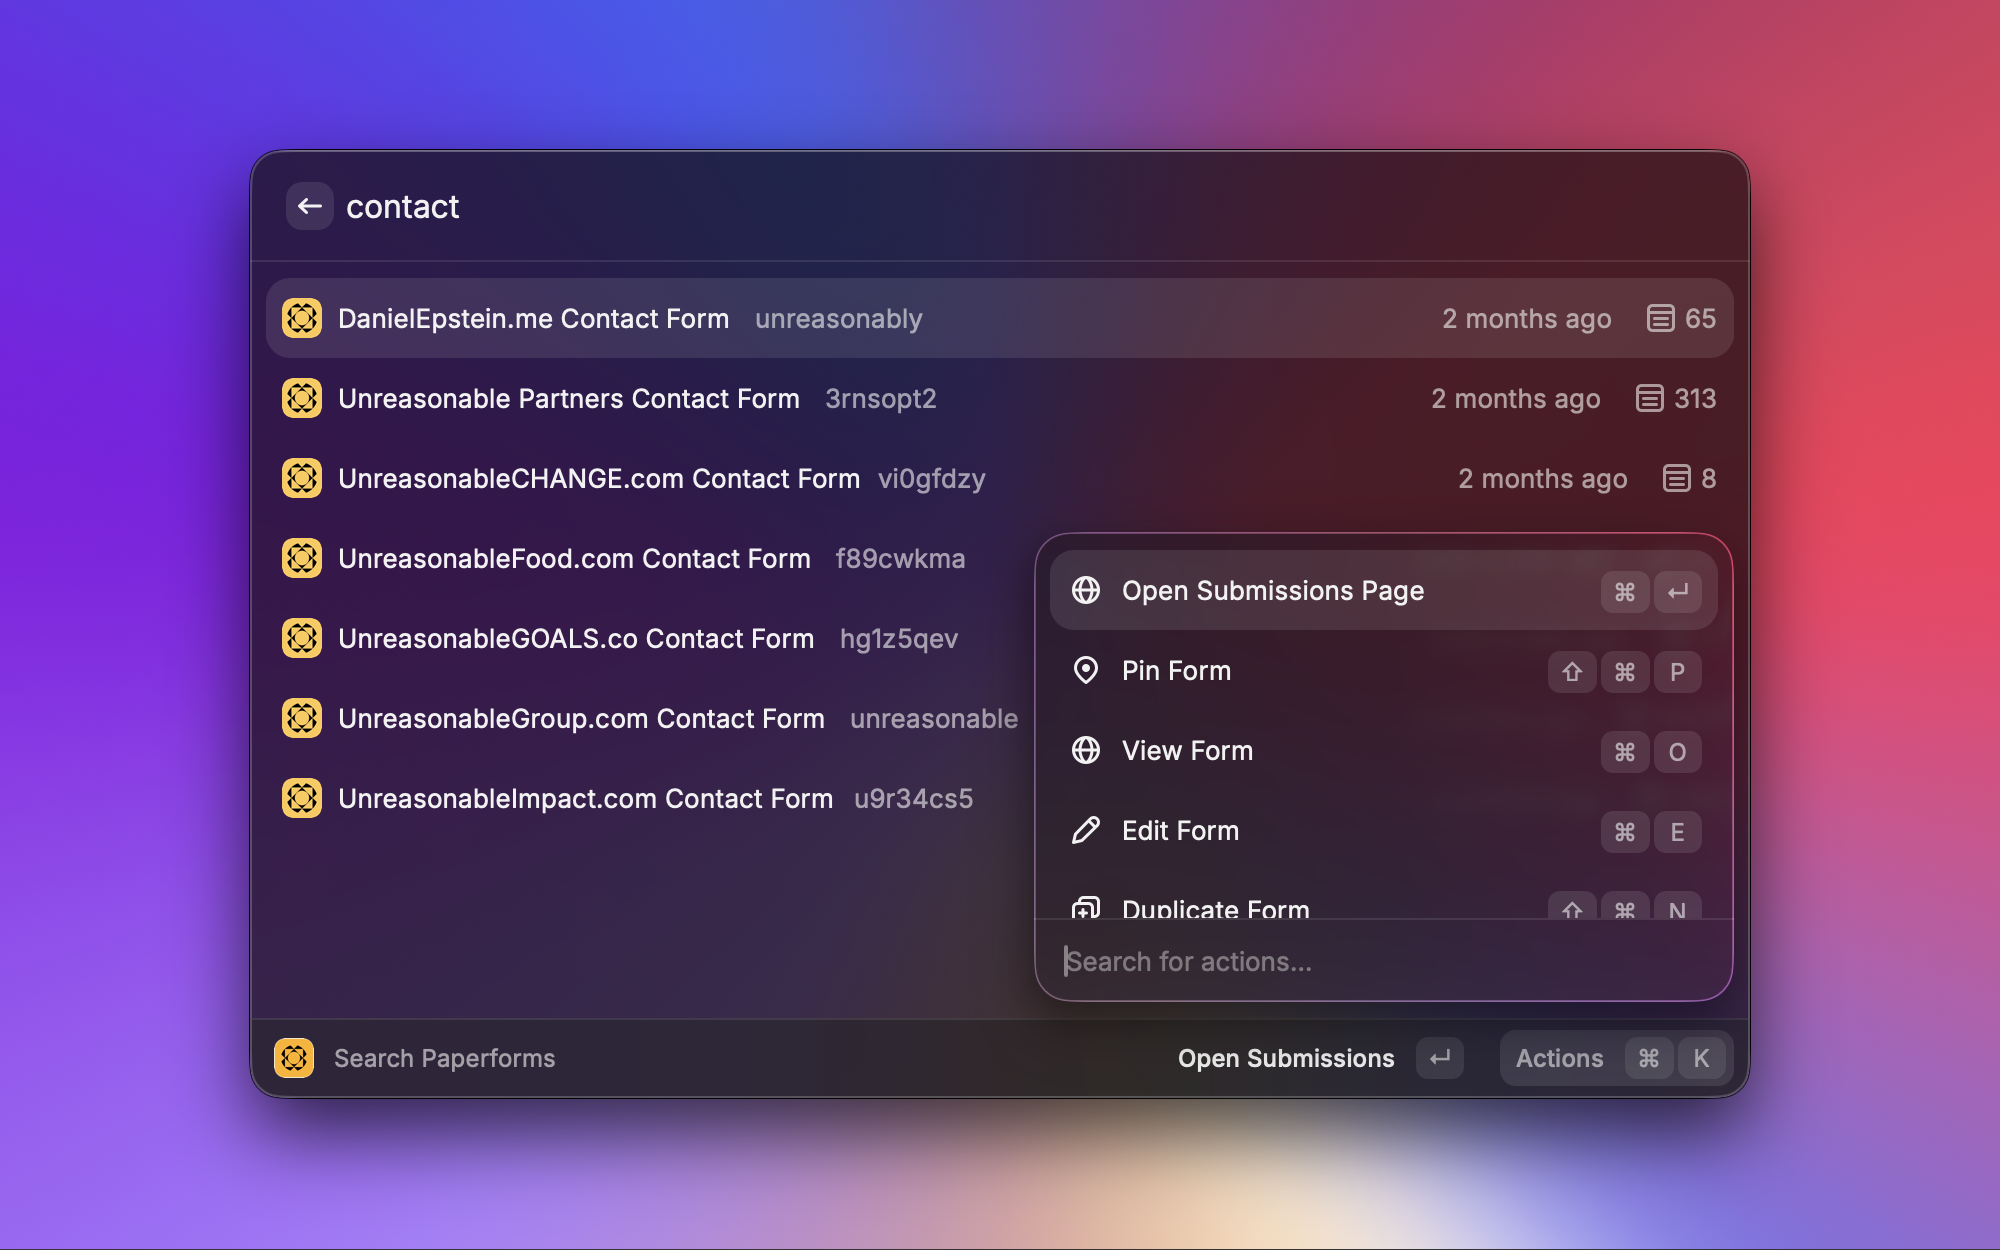 contact
DanielEpstein.me Contact Form unreasonably 2 months ago 65
Unreasonable Partners Contact Form 3rnsopt2 2 months ago 313
UnreasonableCHANGE.com Contact Form vi0gfdzy 2 months ago 8
UnreasonableFood.com Contact Form f89cwkma
UnreasonableGOALS.co Contact Form hg1z5qev
UnreasonableGroup.com Contact Form unreasonable
UnreasonableImpact.com Contact Form u9r34cs5
Open Submissions Page ⌘ ↵
Pin Form ⇧ ⌘ P
View Form ⌘ O
Edit Form ⌘ E
Duplicate Form ⇧ ⌘ N
Search for actions...
Search Paperforms Open Submissions ↵ Actions ⌘ K